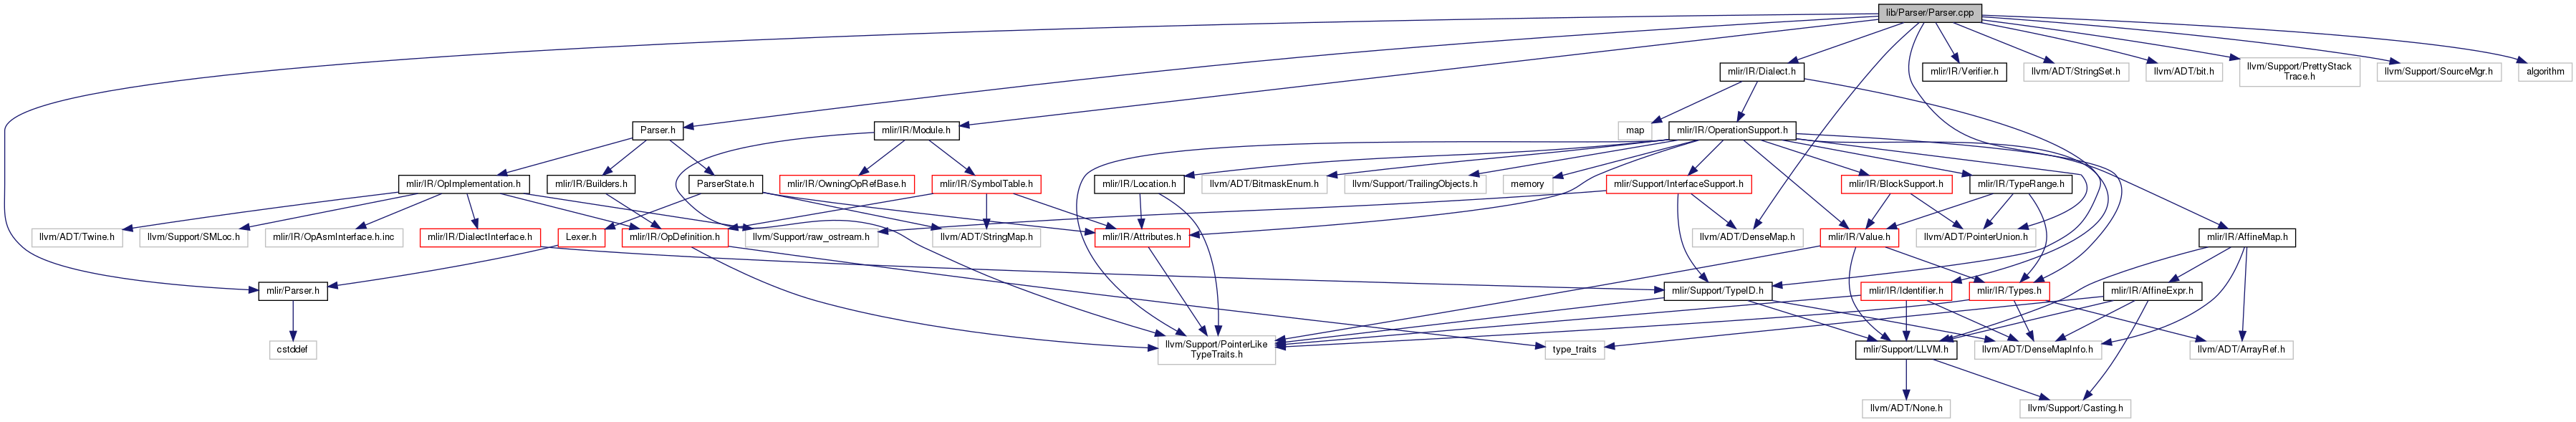 lib/Parser/Parser.cpp
mlir/IR/Dialect.h
mlir/IR/Verifier.h
llvm/ADT/StringSet.h
llvm/ADT/bit.h
llvm/Support/PrettyStack
Trace.h
llvm/Support/SourceMgr.h
algorithm
Parser.h
mlir/IR/Module.h
map
mlir/IR/OperationSupport.h
mlir/IR/OpImplementation.h
mlir/IR/Builders.h
ParserState.h
mlir/IR/OwningOpRefBase.h
mlir/IR/SymbolTable.h
mlir/IR/Location.h
llvm/ADT/BitmaskEnum.h
llvm/Support/TrailingObjects.h
memory
mlir/Support/InterfaceSupport.h
mlir/IR/BlockSupport.h
mlir/IR/TypeRange.h
llvm/ADT/Twine.h
llvm/Support/SMLoc.h
mlir/IR/OpAsmInterface.h.inc
mlir/IR/DialectInterface.h
Lexer.h
mlir/IR/OpDefinition.h
llvm/Support/raw_ostream.h
llvm/ADT/StringMap.h
mlir/IR/Attributes.h
llvm/ADT/DenseMap.h
mlir/IR/Value.h
llvm/ADT/PointerUnion.h
mlir/IR/AffineMap.h
mlir/Parser.h
mlir/Support/TypeID.h
mlir/IR/Identifier.h
mlir/IR/Types.h
mlir/IR/AffineExpr.h
cstddef
llvm/Support/PointerLike
TypeTraits.h
type_traits
mlir/Support/LLVM.h
llvm/ADT/DenseMapInfo.h
llvm/ADT/ArrayRef.h
llvm/ADT/None.h
llvm/Support/Casting.h